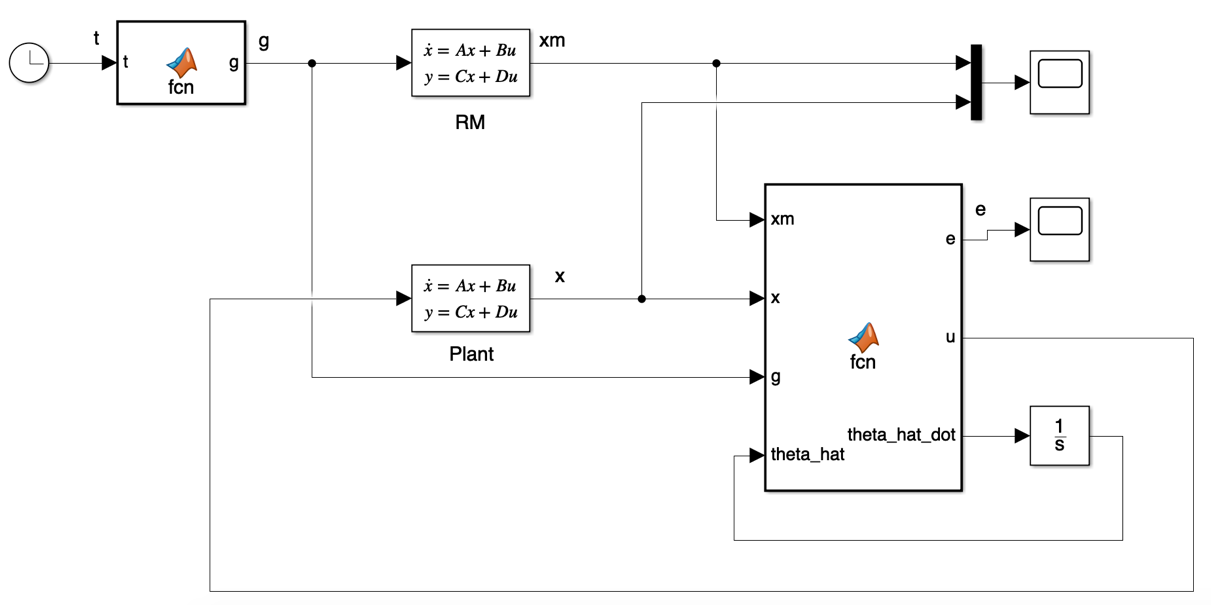 t
t
g
fcn
g
ẋ = Ax + Bu
y = Cx + Du
RM
xm
ẋ = Ax + Bu
y = Cx + Du
Plant
x
xm
x
g
theta_hat
fcn
e
u
theta_hat_dot
e
1
s